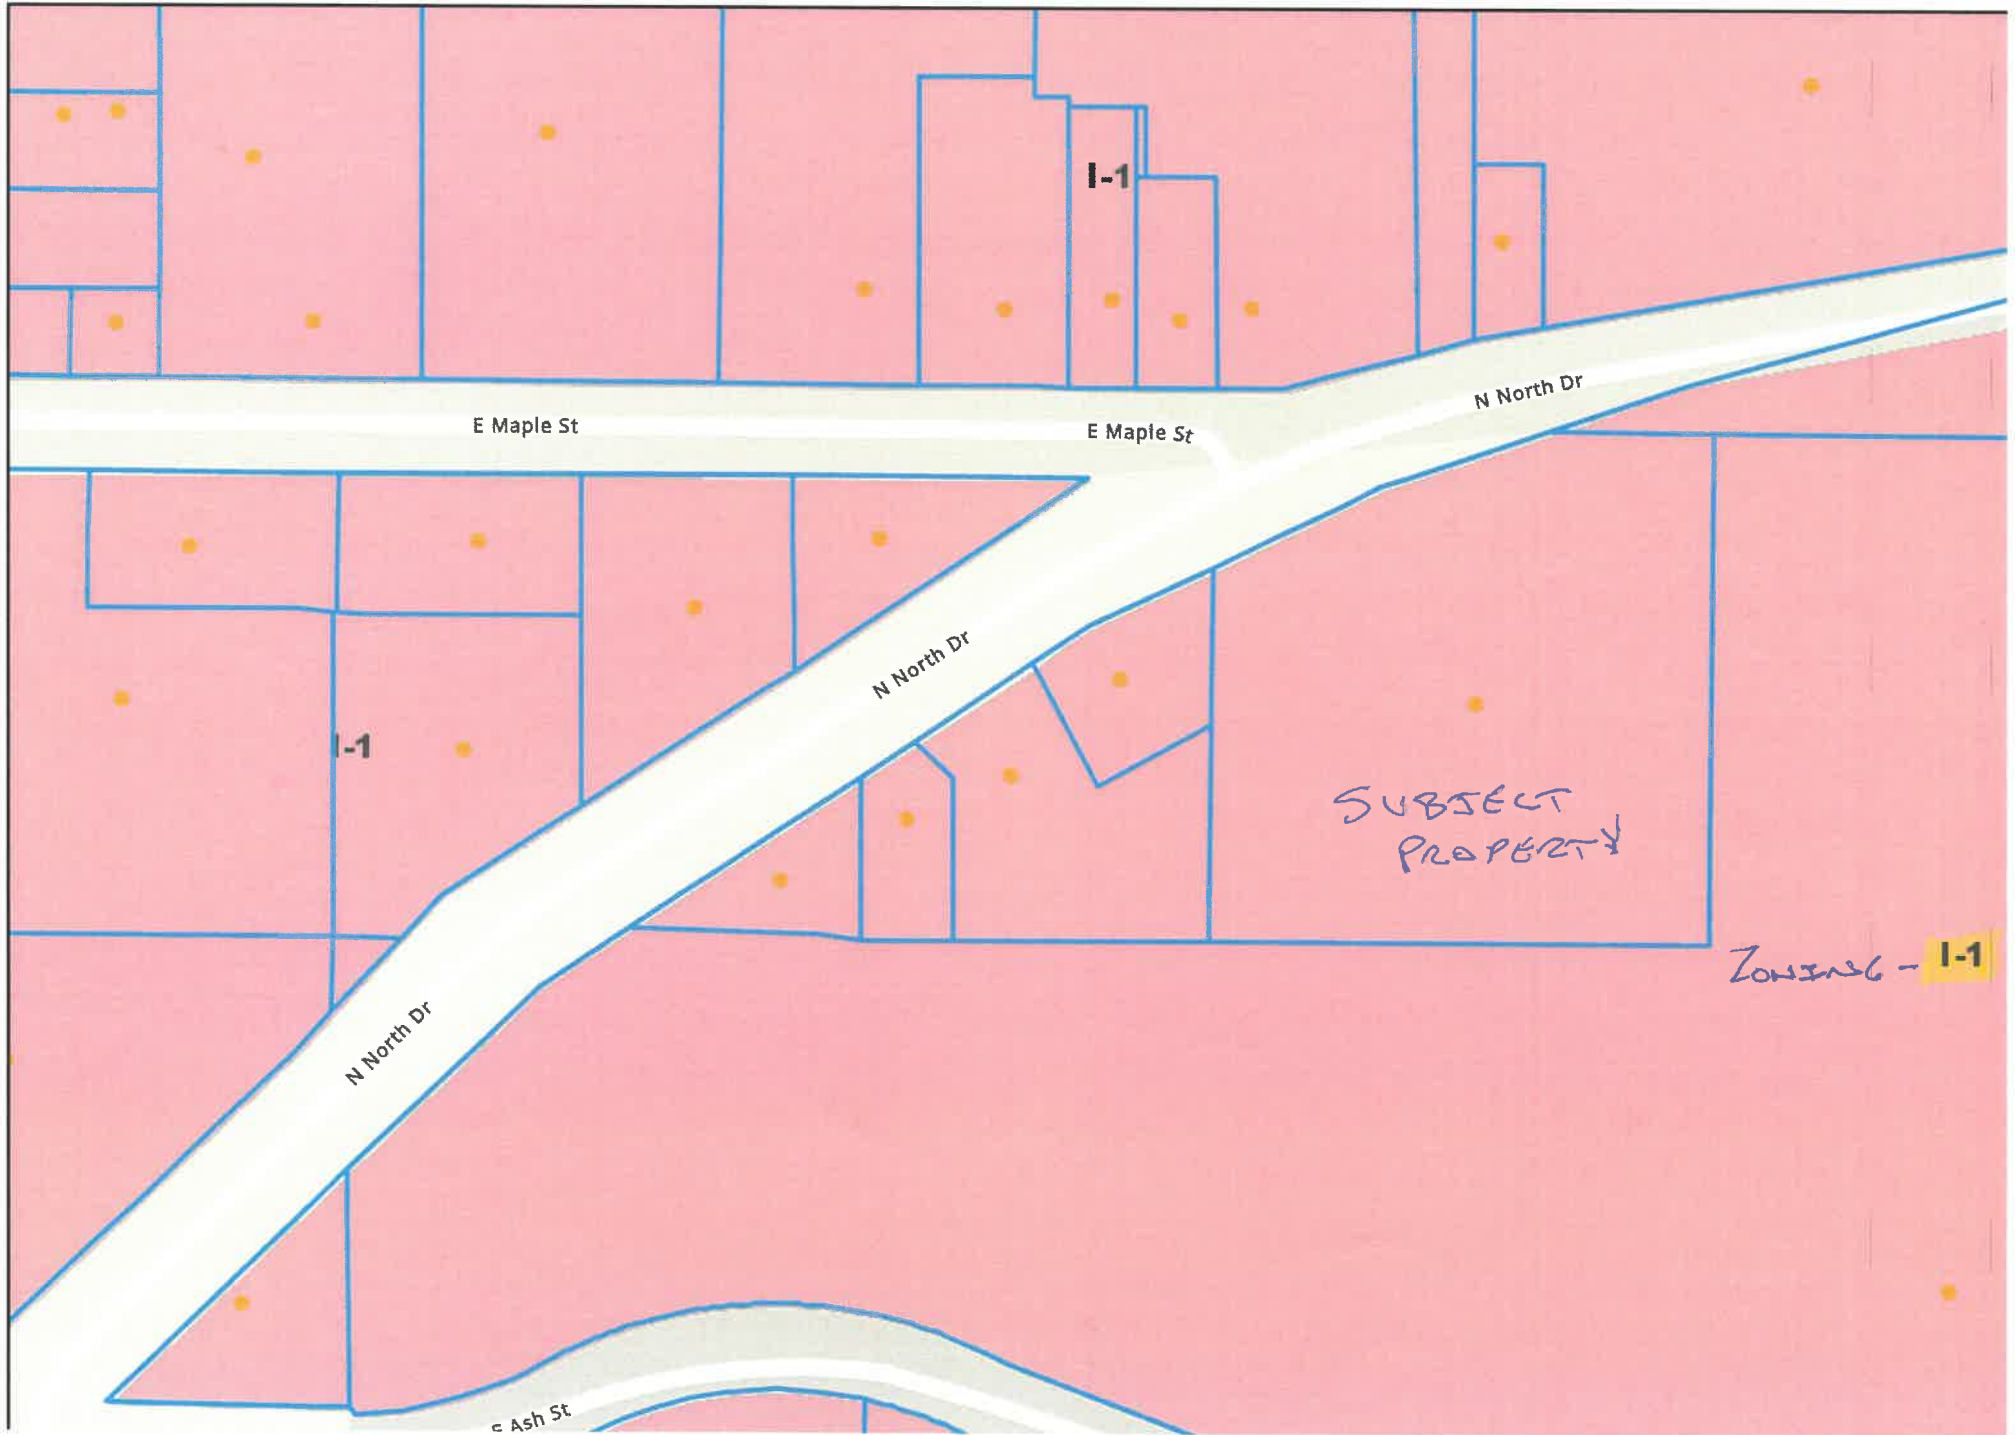 I-1
N North Dr
E Maple St
E Maple St
N North Dr
I-1
SUBJECT
PROPERTY
ZONING - I-1
N North Dr
E Ash St